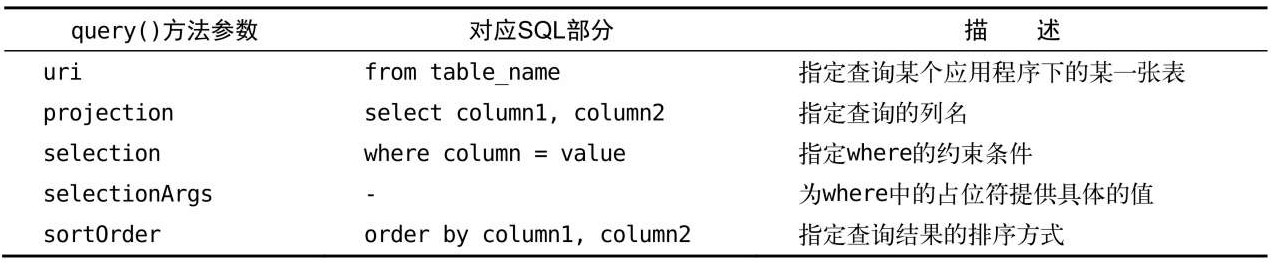 query()方法参数 对应SQL部分 描 述
uri from table_name 指定查询某个应用程序下的某一张表
projection select column1, column2 指定查询的列名
selection where column = value 指定where的约束条件
selectionArgs - 为where中的占位符提供具体的值
sortOrder order by column1, column2 指定查询结果的排序方式